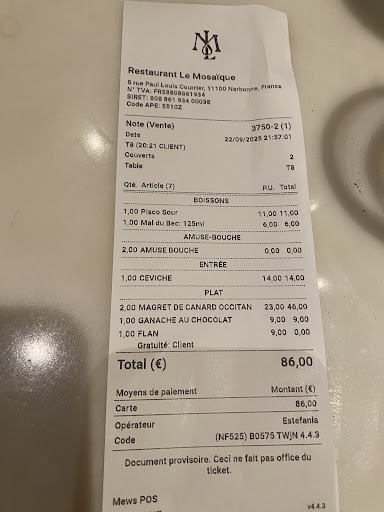 Restaurant Le Mosaïque
5 rue Paul Louis Courrier, 11100 Narbonne, France
N° TVA: FR58808861934
SIRET: 808 861 934 00038
Code APE: 5510Z
Note (Vente) 3750-2 (1)
Date 22/09/2025 21:57:01
T8 (20:21 CLIENT)
Couverts 2
Table T8
Qté. Article (7) P.U. Total
BOISSONS
1,00 Pisco Sour 11,00 11,00
1,00 Mal du Bec: 125ml 6,00 6,00
AMUSE-BOUCHE
2,00 AMUSE BOUCHE 0,00 0,00
ENTRÉE
1,00 CEVICHE 14,00 14,00
PLAT
2,00 MAGRET DE CANARD OCCITAN 23,00 46,00
1,00 GANACHE AU CHOCOLAT 9,00 9,00
1,00 FLAN 9,00 0,00
Gratuité: Client
Total (€) 86,00
Moyens de paiement Montant (€)
Carte 86,00
Opérateur Estefania
Code (NF525) B0575 TWjN 4.4.3
Document provisoire. Ceci ne fait pas office du
ticket.
Mews POS v4.4.3